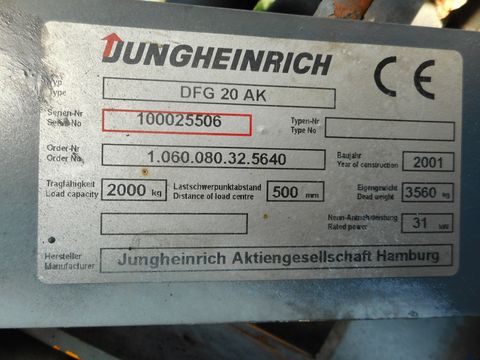 JUNGHEINRICH CE
Typ
Type DFG 20 AK
Serien-Nr
Serial No 100025506
Typen-Nr
Type No
Order-Nr
Order No. 1.060.080.32.5640
Baujahr
Year of construction 2001
Tragfähigkeit
Load capacity 2000 kg
Lastschwerpunktabstand
Distance of load centre 500 mm
Eigengewicht
Dead weight 3560 kg
Nenn-Antriebsleistung
Rated power 31 kW
Hersteller
Manufacturer Jungheinrich Aktiengesellschaft Hamburg